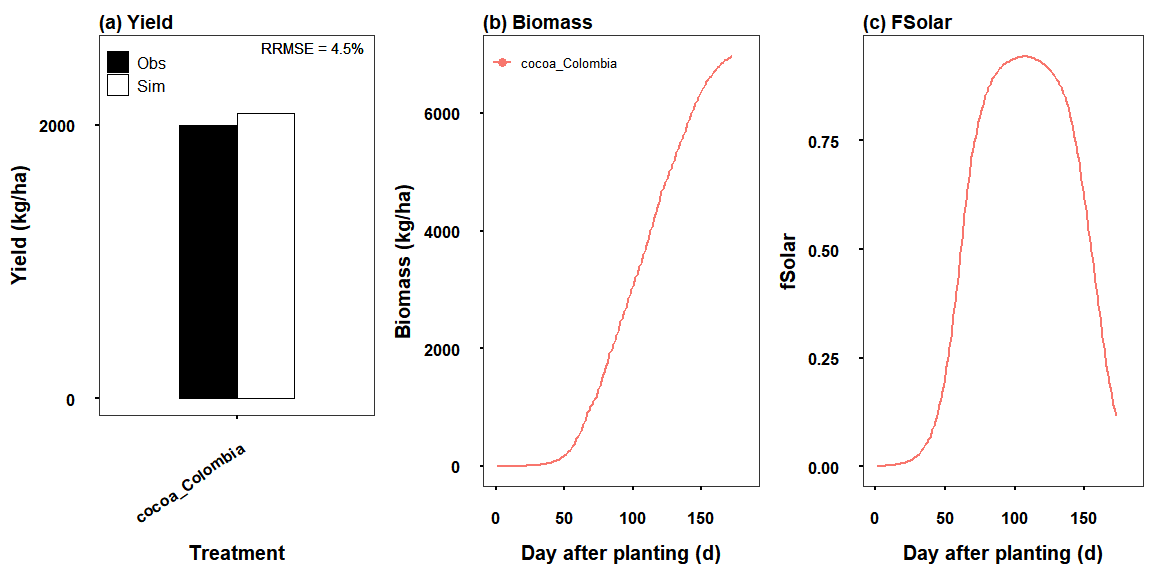 (a) Yield
RRMSE = 4.5%
Obs
Sim
2000
0
Yield (kg/ha)
cocoa_Colombia
Treatment
(b) Biomass
cocoa_Colombia
6000
4000
2000
0
Biomass (kg/ha)
0 50 100 150
Day after planting (d)
(c) FSolar
0.75
0.50
0.25
0.00
fSolar
0 50 100 150
Day after planting (d)